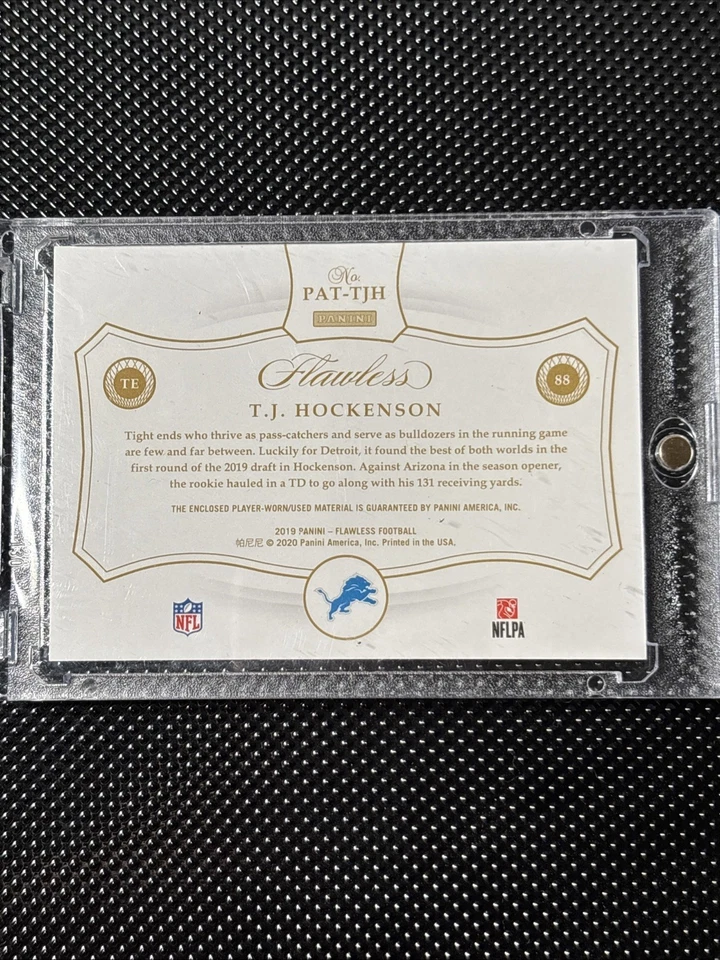 No.
PAT-TJH
PANINI
Flawless
TE
88
T.J. HOCKENSON
Tight ends who thrive as pass-catchers and serve as bulldozers in the running game
are few and far between. Luckily for Detroit, it found the best of both worlds in the
first round of the 2019 draft in Hockenson. Against Arizona in the season opener,
the rookie hauled in a TD to go along with his 131 receiving yards.
THE ENCLOSED PLAYER-WORN/USED MATERIAL IS GUARANTEED BY PANINI AMERICA, INC.
2019 PANINI – FLAWLESS FOOTBALL
帕尼尼 © 2020 Panini America, Inc. Printed in the USA.
NFL
NFLPA